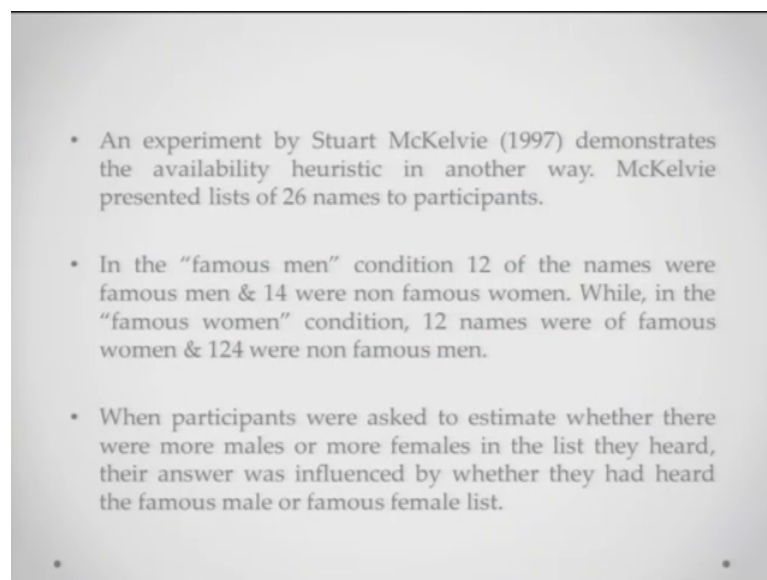 • An experiment by Stuart McKelvie (1997) demonstrates
the availability heuristic in another way. McKelvie
presented lists of 26 names to participants.
• In the “famous men” condition 12 of the names were
famous men & 14 were non famous women. While, in the
“famous women” condition, 12 names were of famous
women & 124 were non famous men.
• When participants were asked to estimate whether there
were more males or more females in the list they heard,
their answer was influenced by whether they had heard
the famous male or famous female list.